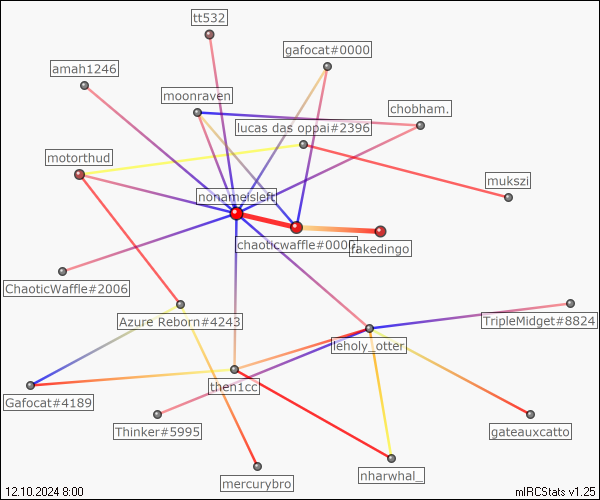 tt532
gafocat#0000
amah1246
moonraven
chobham.
lucas das oppai#2396
motorthud
mukszi
nonameisleft
chaoticwaffle#000
fakedingo
ChaoticWaffle#2006
Azure Reborn#4243
TripleMidget#8824
leholy_otter
then1cc
Gafocat#4189
Thinker#5995
gateauxcatto
nharwhal_
mercurybro
12.10.2024 8:00
mIRCStats v1.25